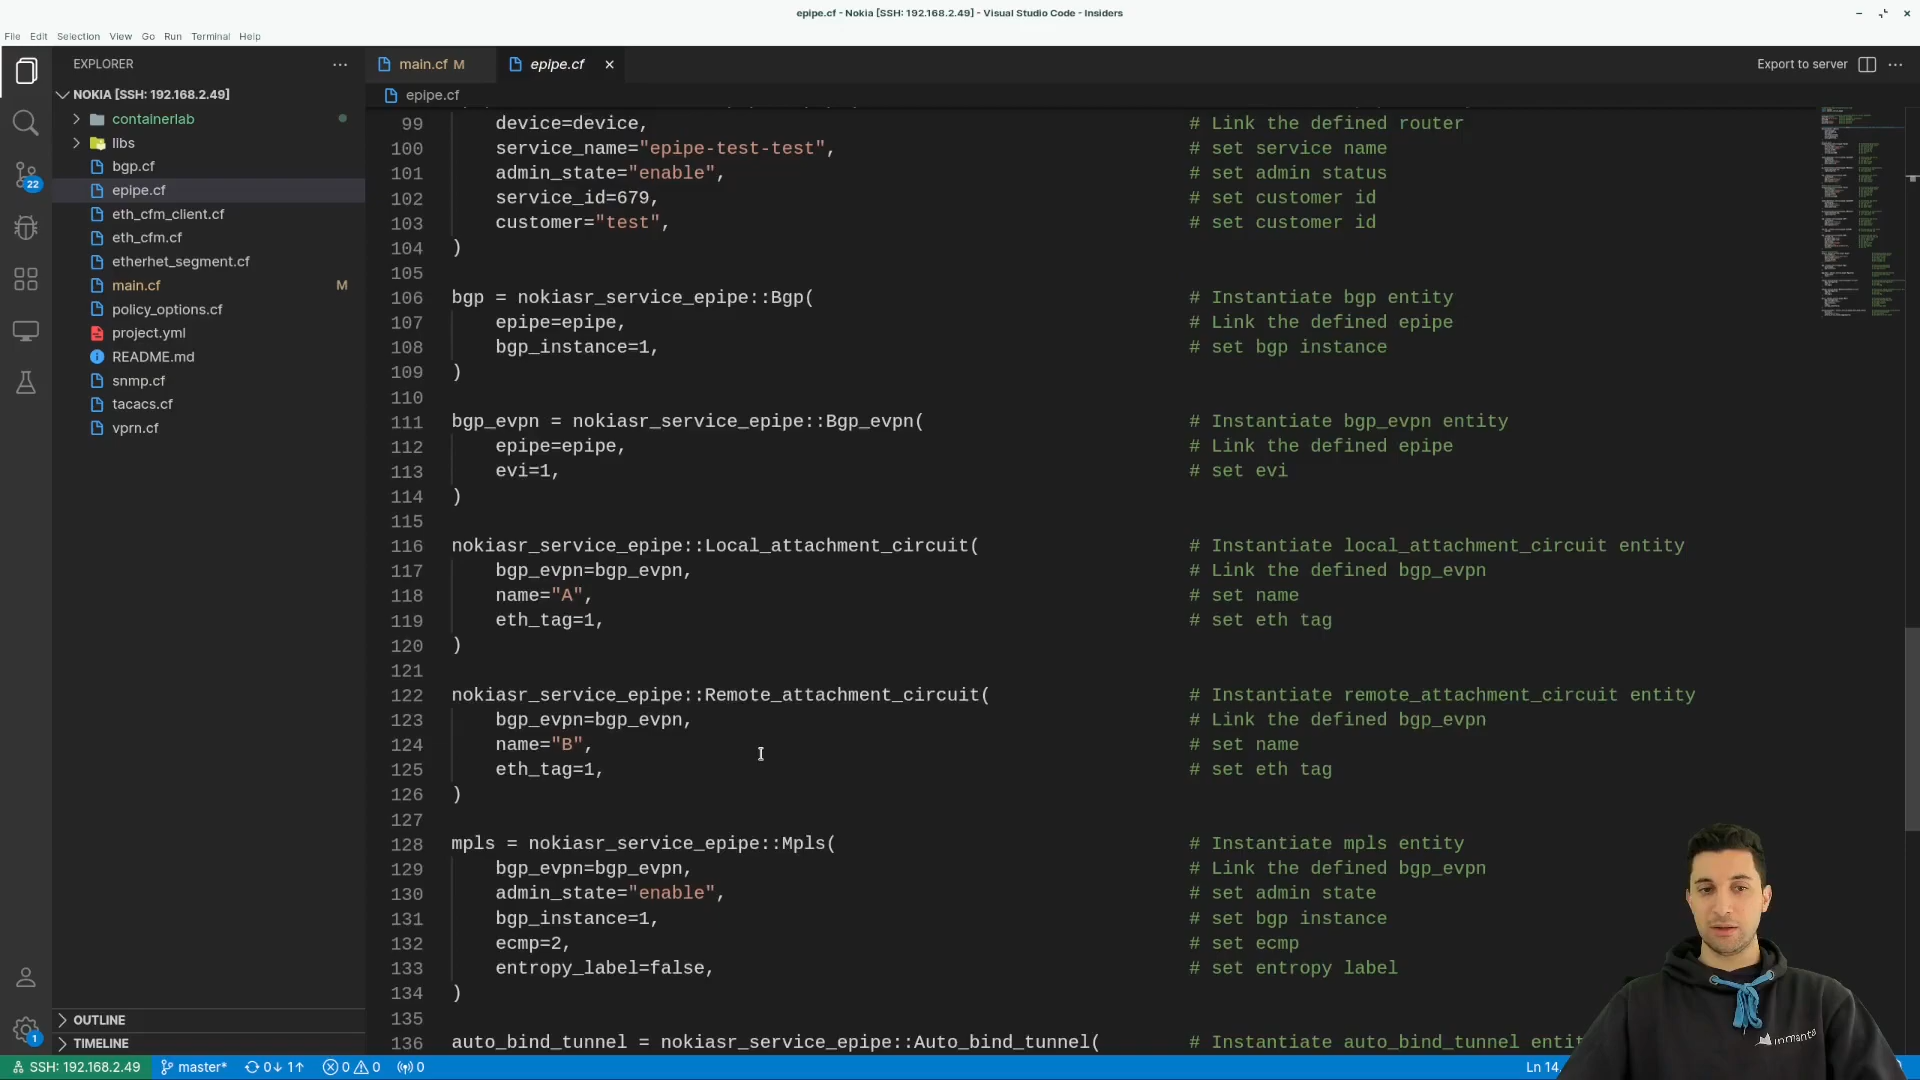 epipe.cf - Nokia [SSH: 192.168.2.49] - Visual Studio Code - Insiders
File Edit Selection View Go Run Terminal Help
EXPLORER
NOKIA [SSH: 192.168.2.49]
containerlab
libs
bgp.cf
epipe.cf
eth_cfm_client.cf
eth_cfm.cf
etherhet_segment.cf
main.cf M
policy_options.cf
project.yml
README.md
snmp.cf
tacacs.cf
vprn.cf
OUTLINE
TIMELINE
22
1
main.cf M epipe.cf
Export to server
epipe.cf
99 device=device, # Link the defined router
100 service_name="epipe-test-test", # set service name
101 admin_state="enable", # set admin status
102 service_id=679, # set customer id
103 customer="test", # set customer id
104 )
105
106 bgp = nokiasr_service_epipe::Bgp( # Instantiate bgp entity
107 epipe=epipe, # Link the defined epipe
108 bgp_instance=1, # set bgp instance
109 )
110
111 bgp_evpn = nokiasr_service_epipe::Bgp_evpn( # Instantiate bgp_evpn entity
112 epipe=epipe, # Link the defined epipe
113 evi=1, # set evi
114 )
115
116 nokiasr_service_epipe::Local_attachment_circuit( # Instantiate local_attachment_circuit entity
117 bgp_evpn=bgp_evpn, # Link the defined bgp_evpn
118 name="A", # set name
119 eth_tag=1, # set eth tag
120 )
121
122 nokiasr_service_epipe::Remote_attachment_circuit( # Instantiate remote_attachment_circuit entity
123 bgp_evpn=bgp_evpn, # Link the defined bgp_evpn
124 name="B", # set name
125 eth_tag=1, # set eth tag
126 )
127
128 mpls = nokiasr_service_epipe::Mpls( # Instantiate mpls entity
129 bgp_evpn=bgp_evpn, # Link the defined bgp_evpn
130 admin_state="enable", # set admin state
131 bgp_instance=1, # set bgp instance
132 ecmp=2, # set ecmp
133 entropy_label=false, # set entropy label
134 )
135
136 auto_bind_tunnel = nokiasr_service_epipe::Auto_bind_tunnel( # Instantiate auto_bind_tunnel
inmanta
SSH: 192.168.2.49 master* 0↓ 1↑ 0 0 0 Ln 14